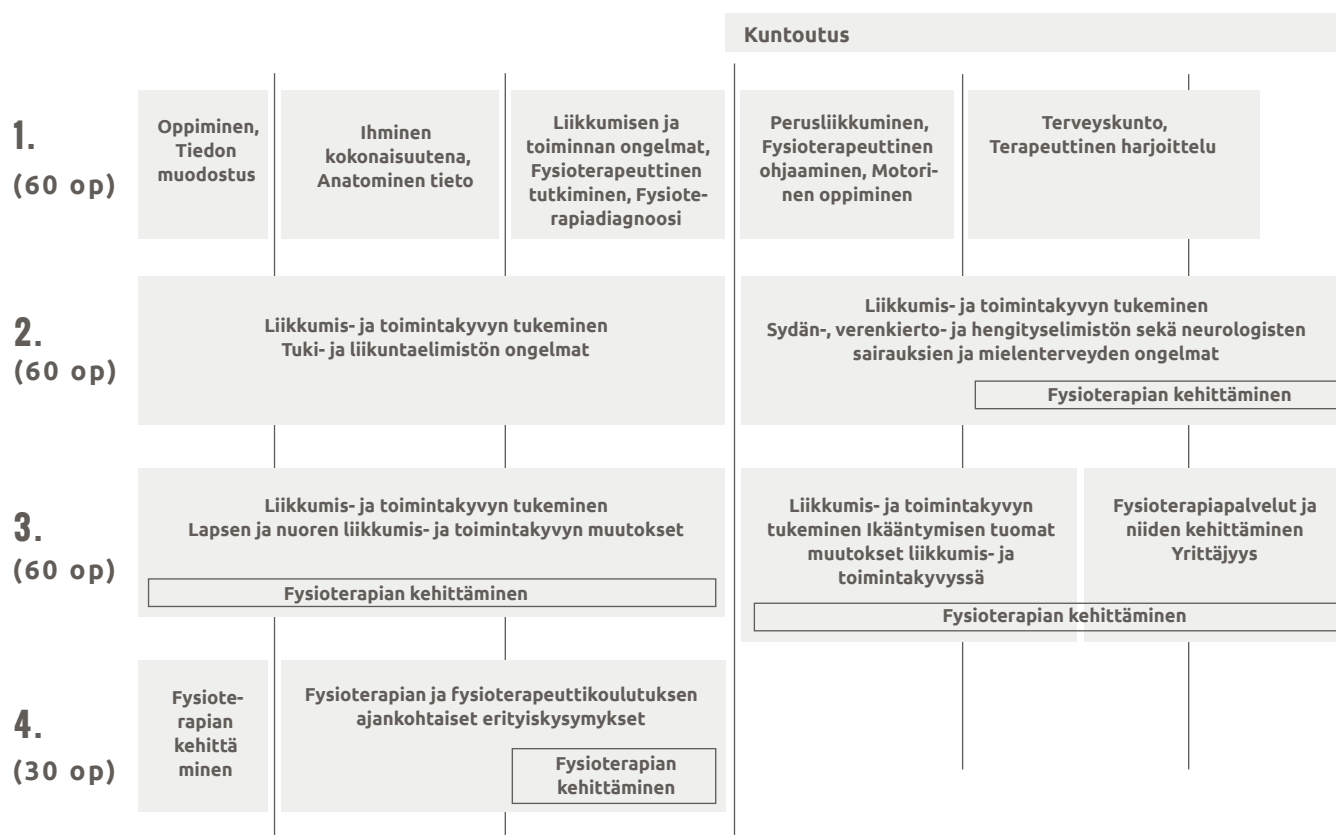 Kuntoutus
1.
(60 op)
Oppiminen,
Tiedon
muodostus
Ihminen
kokonaisuutena,
Anatominen tieto
Liikkumisen ja
toiminnan ongelmat,
Fysioterapeuttinen
tutkiminen, Fysiote-
rapiadiagnoosi
Perusliikkuminen,
Fysioterapeuttinen
ohjaaminen, Motori-
nen oppiminen
Terveyskunto,
Terapeuttinen harjoittelu
2.
(60 op)
Liikkumis- ja toimintakyvyn tukeminen
Tuki- ja liikuntaelimistön ongelmat
Liikkumis- ja toimintakyvyn tukeminen
Sydän-, verenkierto- ja hengityselimistön sekä neurologisten
sairauksien ja mielenterveyden ongelmat
Fysioterapian kehittäminen
3.
(60 op)
Liikkumis- ja toimintakyvyn tukeminen
Lapsen ja nuoren liikkumis- ja toimintakyvyn muutokset
Fysioterapian kehittäminen
Liikkumis- ja toimintakyvyn
tukeminen Ikääntymisen tuomat
muutokset liikkumis- ja
toimintakyvyssä
Fysioterapiapalvelut ja
niiden kehittäminen
Yrittäjyys
Fysioterapian kehittäminen
4.
(30 op)
Fysiote-
rapian
kehittä
minen
Fysioterapian ja fysioterapeuttikoulutuksen
ajankohtaiset erityiskysymykset
Fysioterapian
kehittäminen